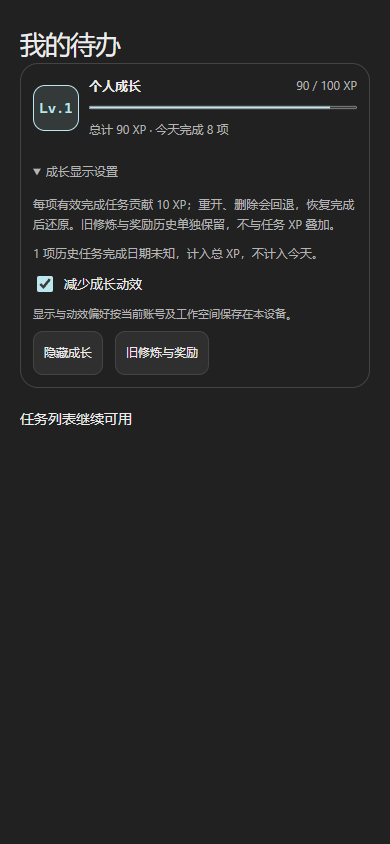 我的待办
Lv.1
个人成长
90 / 100 XP
总计 90 XP · 今天完成 8 项
▼ 成长显示设置
每项有效完成任务贡献 10 XP；重开、删除会回退，恢复完成
后还原。旧修炼与奖励历史单独保留，不与任务 XP 叠加。
1 项历史任务完成日期未知，计入总 XP，不计入今天。
减少成长动效
显示与动效偏好按当前账号及工作空间保存在本设备。
隐藏成长
旧修炼与奖励
任务列表继续可用